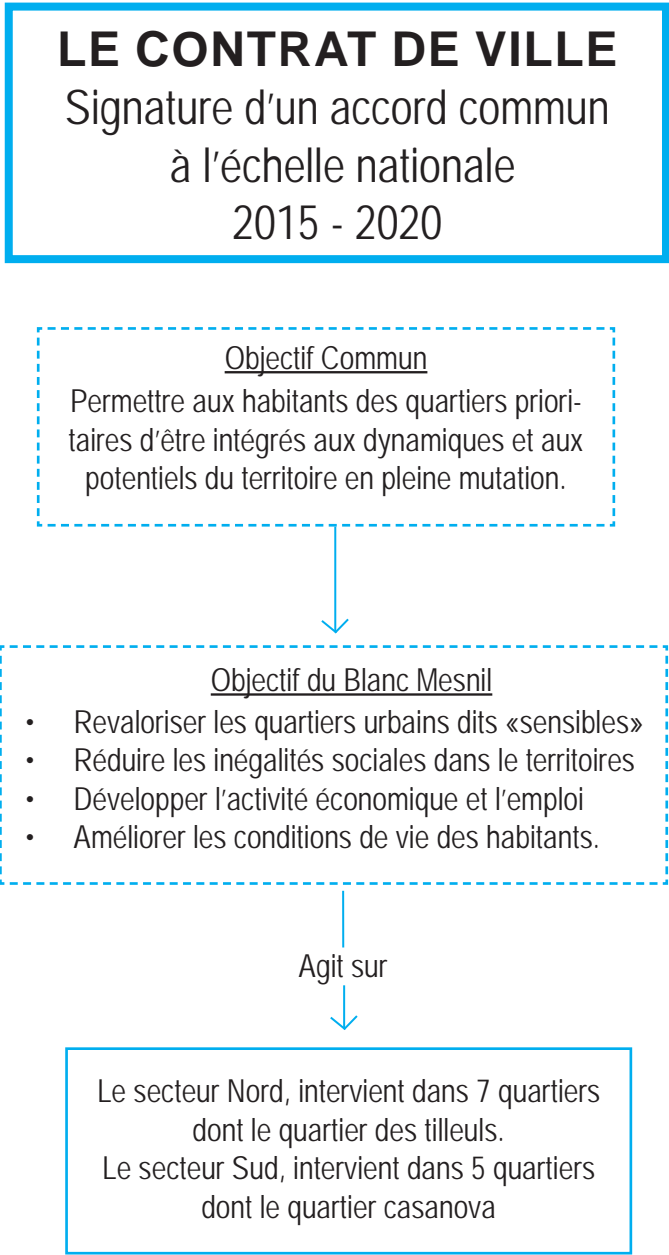 LE CONTRAT DE VILLE
Signature d'un accord commun
à l'échelle nationale
2015 - 2020
Objectif Commun
Permettre aux habitants des quartiers priori-
taires d'être intégrés aux dynamiques et aux
potentiels du territoire en pleine mutation.
Objectif du Blanc Mesnil
• Revaloriser les quartiers urbains dits «sensibles»
• Réduire les inégalités sociales dans le territoires
• Développer l'activité économique et l'emploi
• Améliorer les conditions de vie des habitants.
Agit sur
Le secteur Nord, intervient dans 7 quartiers
dont le quartier des tilleuls.
Le secteur Sud, intervient dans 5 quartiers
dont le quartier casanova